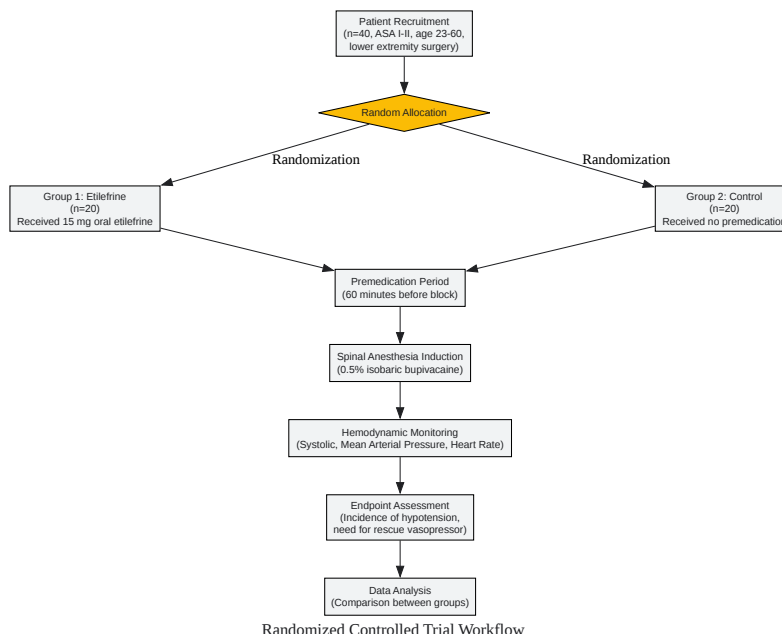 Patient Recruitment
(n=40, ASA I-II, age 23-60,
lower extremity surgery)
Random Allocation
Randomization
Randomization
Group 1: Etilefrine
(n=20)
Received 15 mg oral etilefrine
Group 2: Control
(n=20)
Received no premedication
Premedication Period
(60 minutes before block)
Spinal Anesthesia Induction
(0.5% isobaric bupivacaine)
Hemodynamic Monitoring
(Systolic, Mean Arterial Pressure, Heart Rate)
Endpoint Assessment
(Incidence of hypotension,
need for rescue vasopressor)
Data Analysis
(Comparison between groups)
Randomized Controlled Trial Workflow